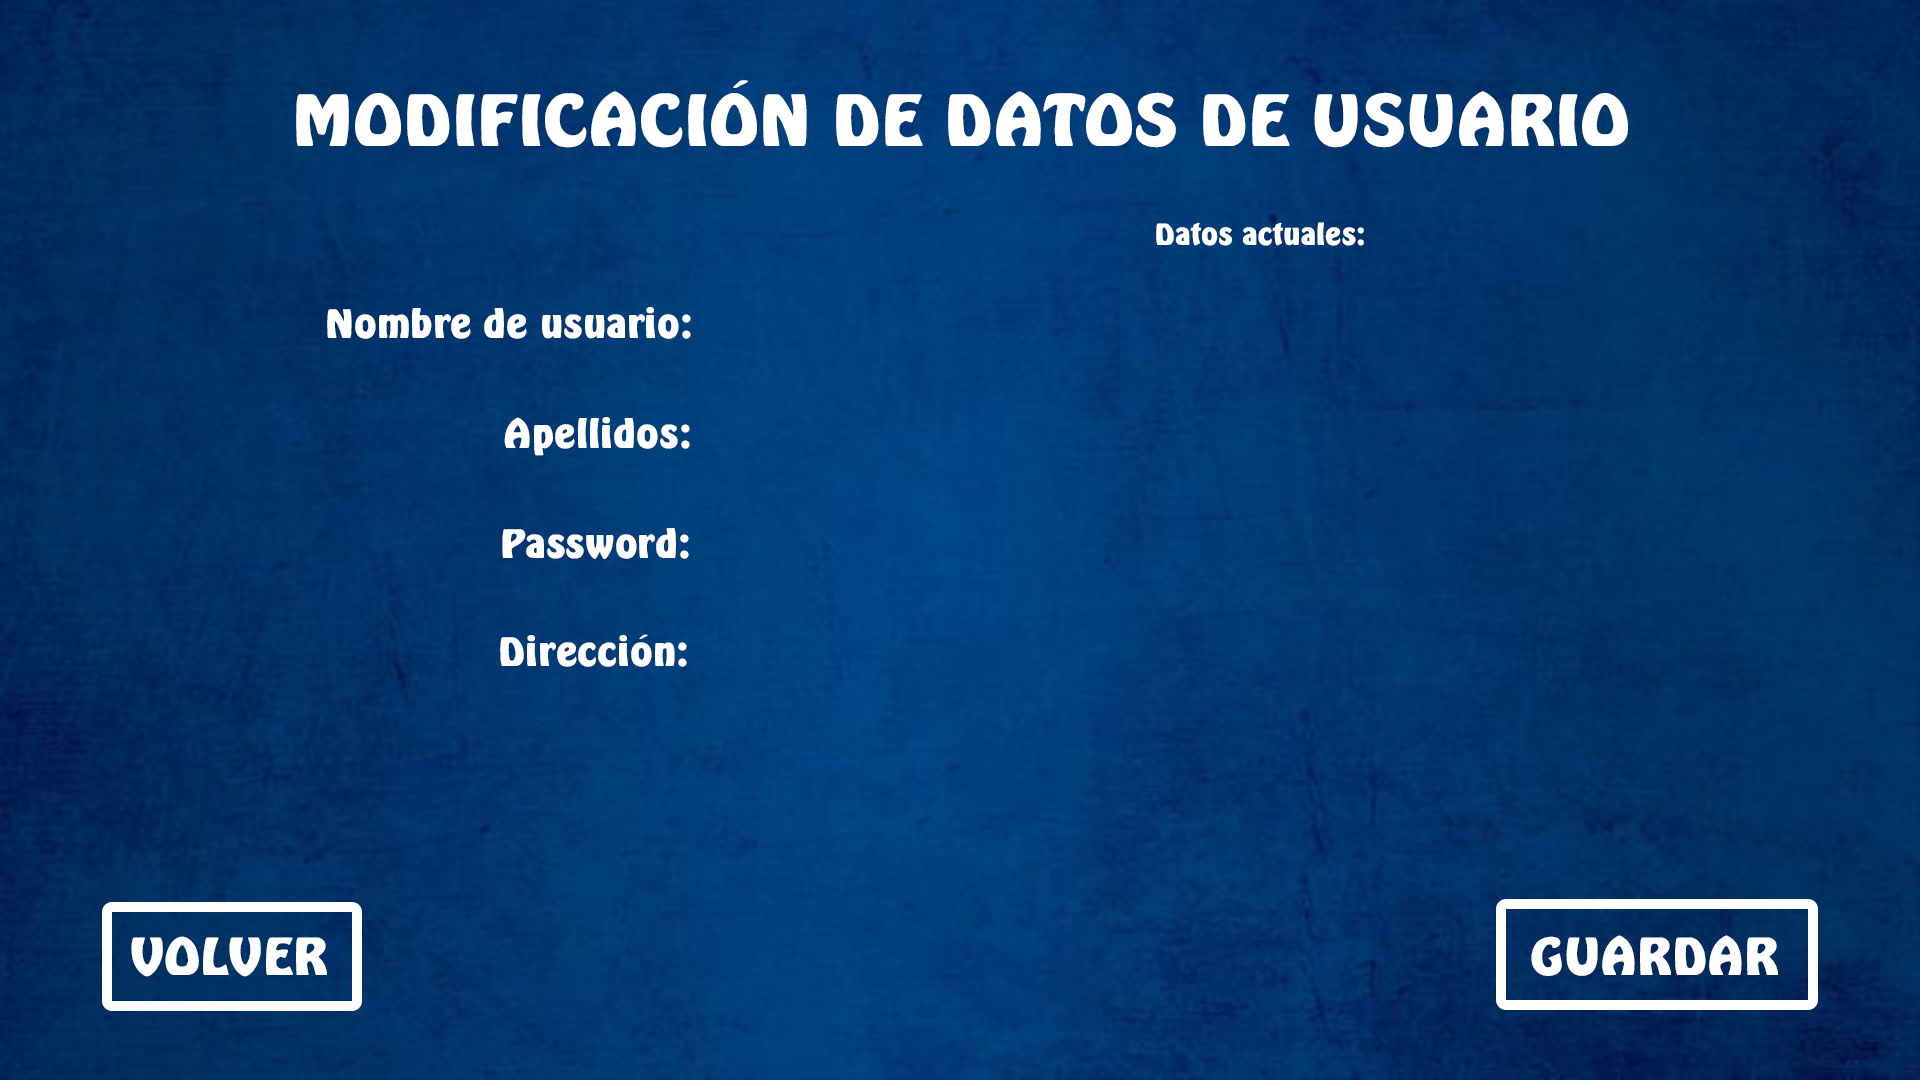 MODIFICACIÓN DE DATOS DE USUARIO
Datos actuales:
Nombre de usuario:
Apellidos:
Password:
Dirección:
VOLVER
GUARDAR